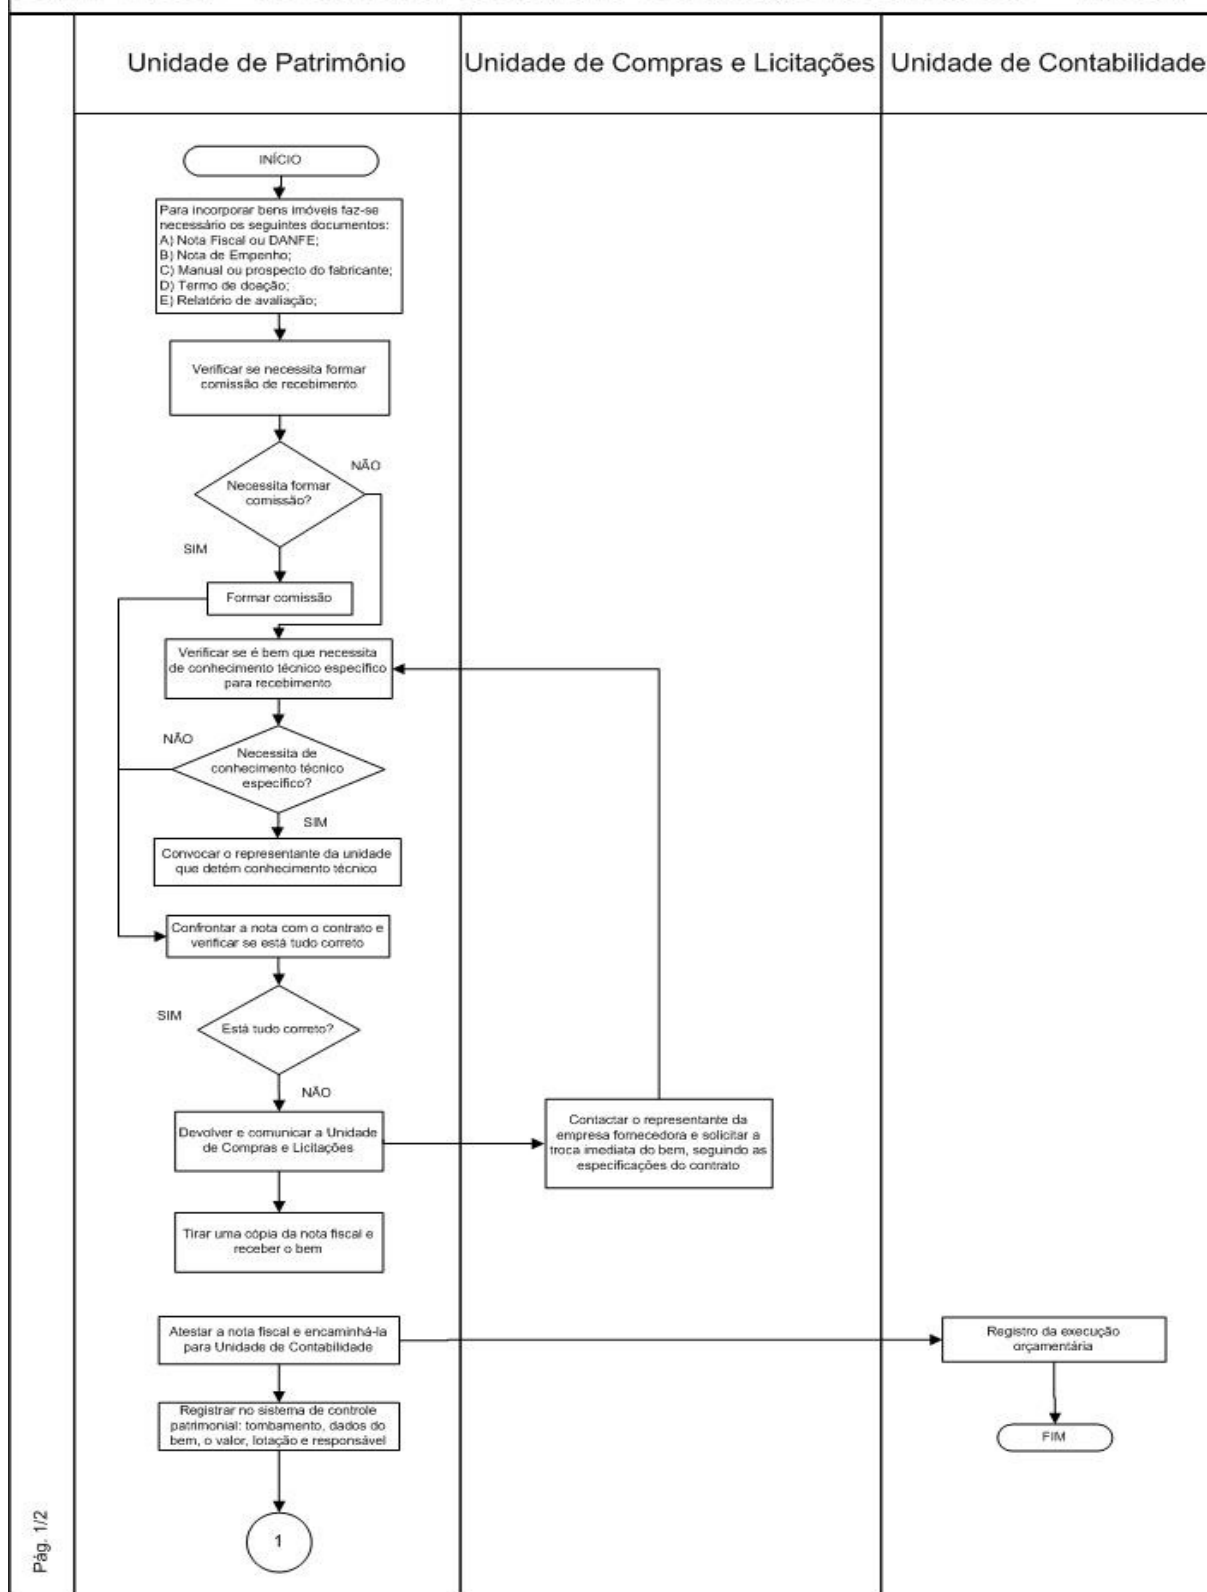 Unidade de Patrimônio
Unidade de Compras e Licitações
Unidade de Contabilidade
INÍCIO
Para incorporar bens imóveis faz-se
necessário os seguintes documentos:
A) Nota Fiscal ou DANFE;
B) Nota de Empenho;
C) Manual ou prospecto do fabricante;
D) Termo de doação;
E) Relatório de avaliação;
Verificar se necessita formar
comissão de recebimento
NÃO
Necessita formar
comissão?
SIM
Formar comissão
Verificar se é bem que necessita
de conhecimento técnico específico
para recebimento
NÃO
Necessita de
conhecimento técnico
específico?
SIM
Convocar o representante da unidade
que detém conhecimento técnico
Confrontar a nota com o contrato e
verificar se está tudo correto
SIM
Está tudo correto?
NÃO
Devolver e comunicar a Unidade
de Compras e Licitações
Contactar o representante da
empresa fornecedora e solicitar a
troca imediata do bem, seguindo as
especificações do contrato
Tirar uma cópia da nota fiscal e
receber o bem
Atestar a nota fiscal e encaminhá-la
para Unidade de Contabilidade
Registro da execução
orçamentária
Registrar no sistema de controle
patrimonial: tombamento, dados do
bem, o valor, lotação e responsável
FIM
1
Pág. 1/2